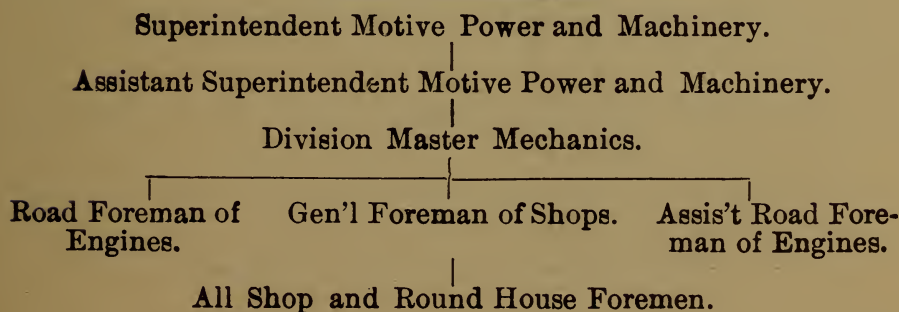 Superintendent Motive Power and Machinery.
Assistant Superintendent Motive Power and Machinery.
Division Master Mechanics.
Road Foreman of
Engines.
Gen'l Foreman of Shops.
Assis't Road Fore-
man of Engines.
All Shop and Round House Foremen.